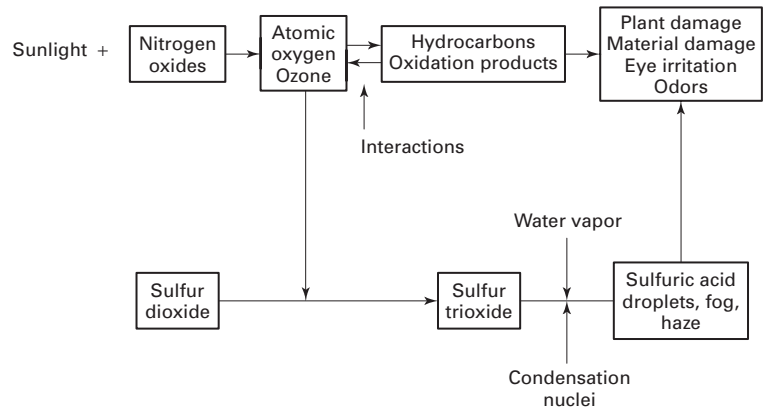 Sunlight +
Nitrogen
oxides
Atomic
oxygen
Ozone
Hydrocarbons
Oxidation products
Plant damage
Material damage
Eye irritation
Odors
Interactions
Water vapor
Sulfur
dioxide
Sulfur
trioxide
Sulfuric acid
droplets, fog,
haze
Condensation
nuclei